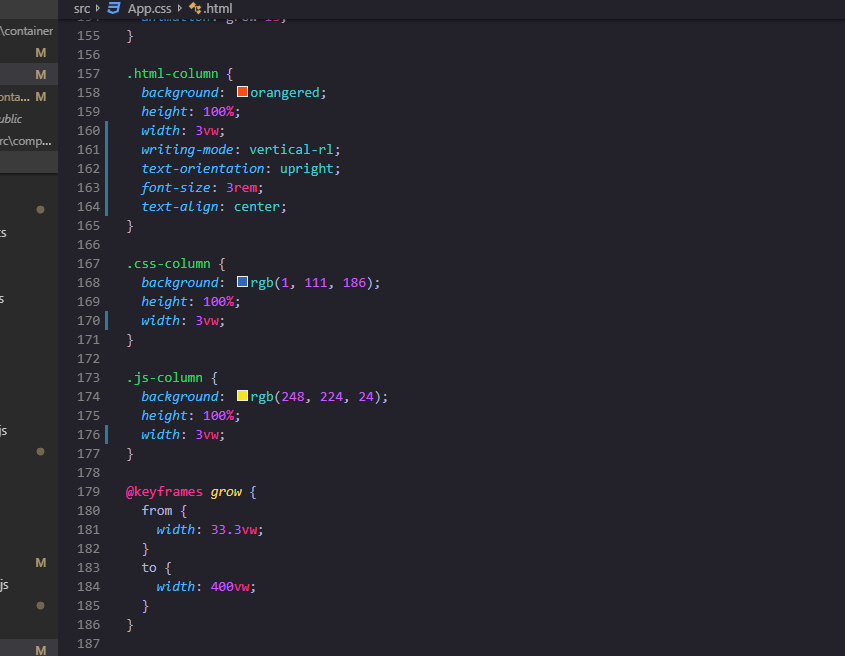 src App.css .html
\container
155 }
M
156
157 .html-column {
M
158 background: orangered;
onta... M
159 height: 100%;
ublic
160 width: 3vw;
rc\comp...
161 writing-mode: vertical-rl;
162 text-orientation: upright;
163 font-size: 3rem;
164 text-align: center;
165 }
s
166
167 .css-column {
168 background: rgb(1, 111, 186);
s
169 height: 100%;
170 width: 3vw;
171 }
172
173 .js-column {
174 background: rgb(248, 224, 24);
175 height: 100%;
js
176 width: 3vw;
177 }
178
179 @keyframes grow {
180 from {
181 width: 33.3vw;
182 }
M
183 to {
js
184 width: 400vw;
185 }
186 }
187
M